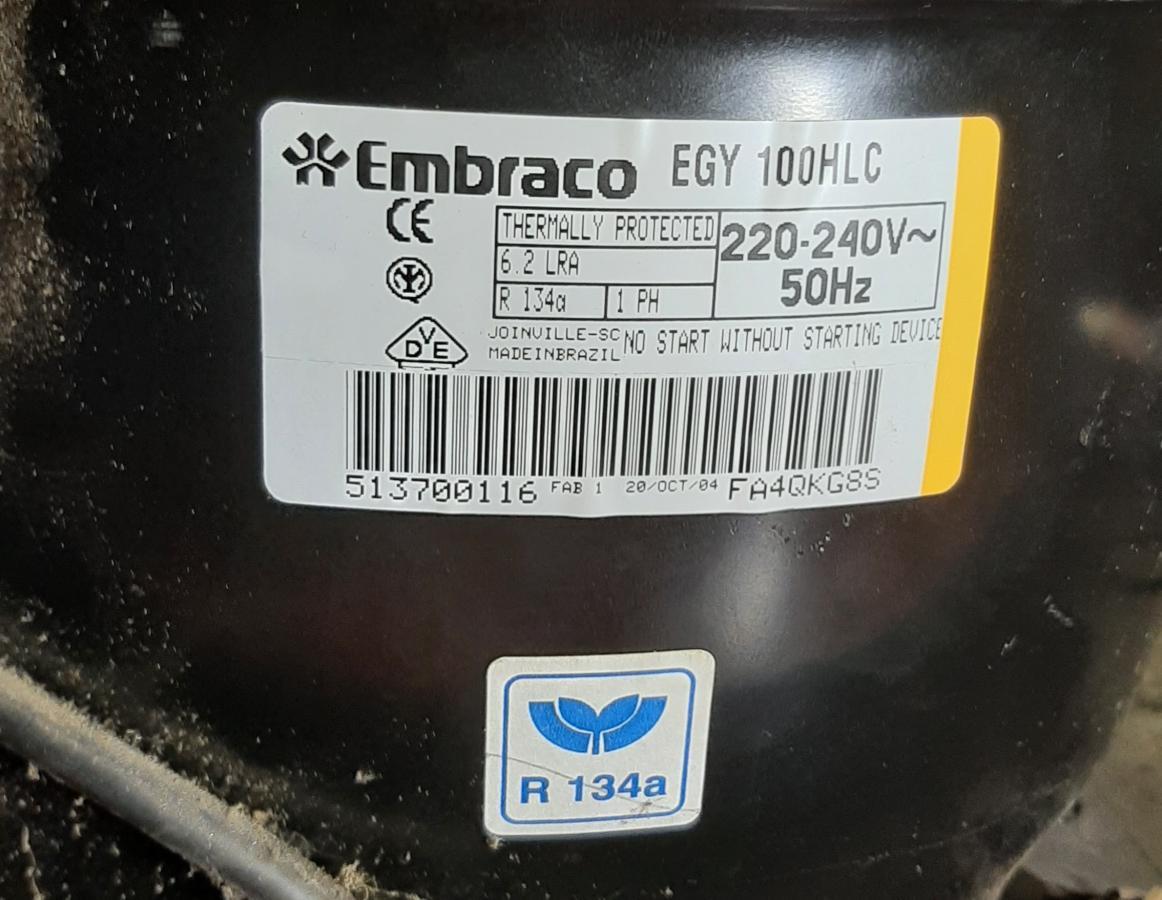 Embraco EGY 100HLC
CE
THERMALLY PROTECTED
6.2 LRA
R 134a 1 PH
220-240V~
50Hz
VDE
JOINVILLE-SC
MADEINBRAZIL
NO START WITHOUT STARTING DEVICE
513700116 FAB 1 20/OCT/04 FA4QKG8S
R 134a